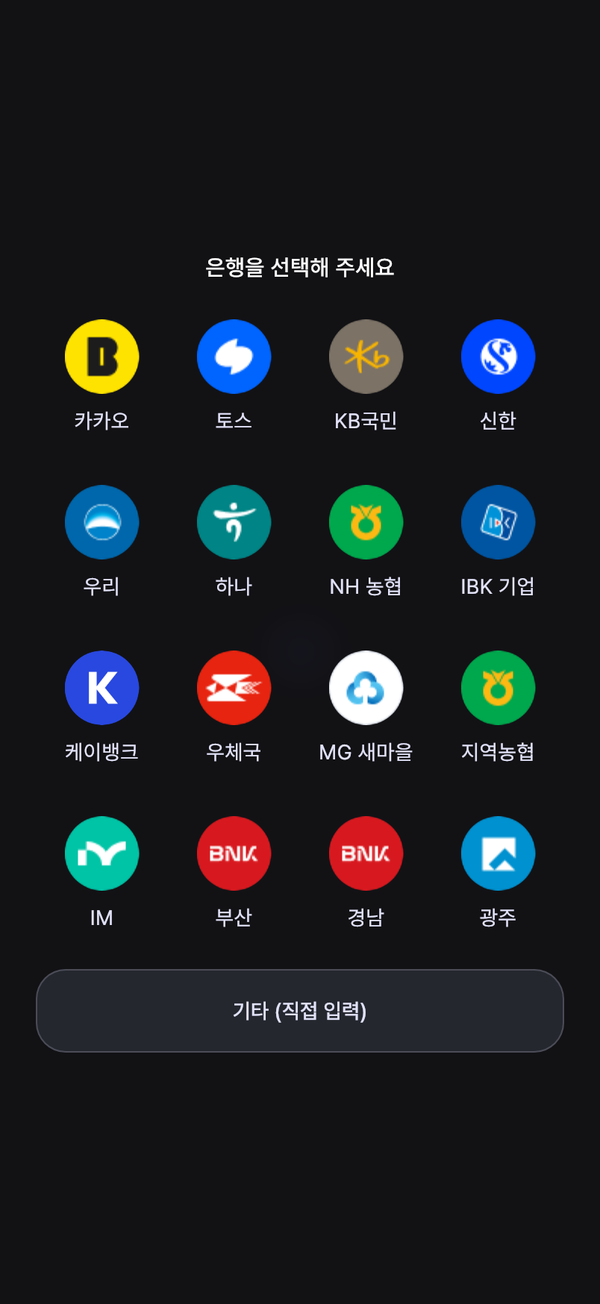 은행을 선택해 주세요
B
카카오 토스 KB국민 신한
IBK
우리 하나 NH 농협 IBK 기업
K
케이뱅크 우체국 MG 새마을 지역농협
BNK BNK
IM 부산 경남 광주
기타 (직접 입력)